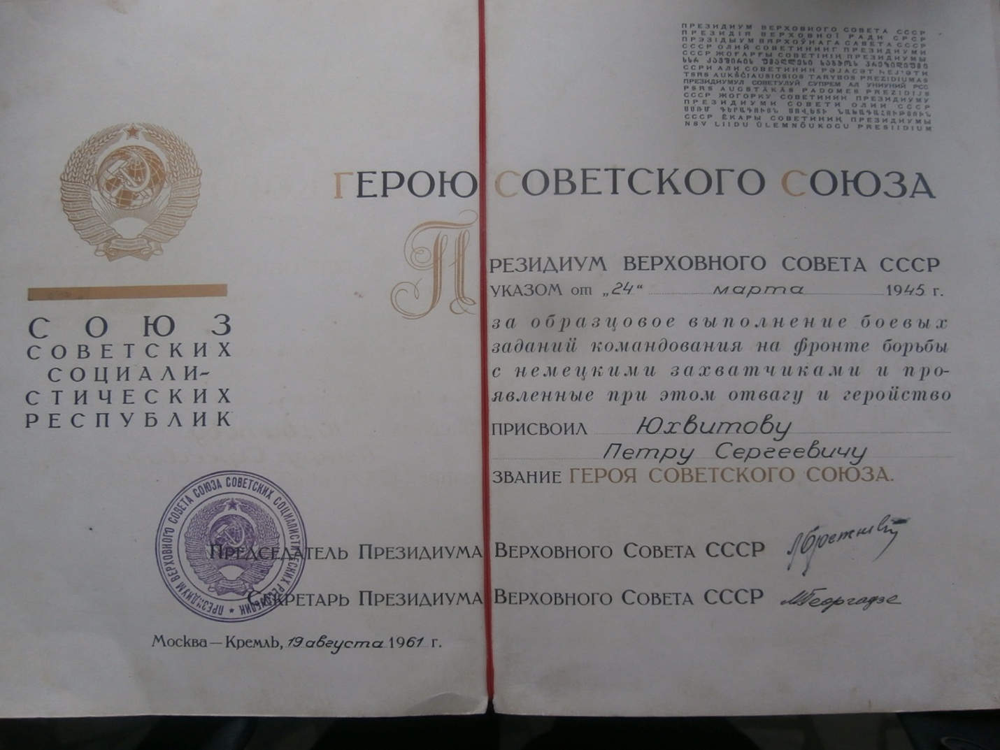 ПРЕЗИДИУМ ВЕРХОВНОГО СОВЕТА СССР
ПРЕЗИДІЯ ВЕРХОВНОЇ РАДИ СРСР
ПРЭЗІДЫУМ ВЯРХОЎНАГА САВЕТА СССР
СССР ОЛИЙ СОВЕТИНИНГ ПРЕЗИДИУМИ
СССР ЖОҒАРҒЫ СОВЕТІНІҢ ПРЕЗИДИУМЫ
ССРИ АЛИ СОВЕТИНИН РӘЈАСӘТ ҺЕЈ'ӘТИ
TSRS AUKŠČIAUSIOSIOS TARYBOS PREZIDIUMAS
ПРЕЗИДИУМУЛ СОВЕТУЛУЙ СУПРЕМ АЛ УНИУНИЙ РСС
PSRS AUGSTĀKĀS PADOMES PREZIDIJS
СССР ЖОГОРКУ СОВЕТИНИН ПРЕЗИДИУМУ
ПРЕЗИДИУМИ СОВЕТИ ОЛИИ СССР
СССР ЁКАРЫ СОВЕТИНИҢ ПРЕЗИДИУМЫ
NSV LIIDU ÜLEMNÕUKOGU PRESIIDIUM
СОЮЗ
СОВЕТСКИХ
СОЦИАЛИ-
СТИЧЕСКИХ
РЕСПУБЛИК
ГЕРОЮ СОВЕТСКОГО СОЮЗА
ПРЕЗИДИУМ ВЕРХОВНОГО СОВЕТА СССР
УКАЗОМ от „24“ марта 1945 г.
за образцовое выполнение боевых
заданий командования на фронте борьбы
с немецкими захватчиками и про-
явленные при этом отвагу и геройство
ПРИСВОИЛ Юхвитову
Петру Сергеевичу
ЗВАНИЕ ГЕРОЯ СОВЕТСКОГО СОЮЗА.
ПРЕЗИДИУМ ВЕРХОВНОГО СОВЕТА СОЮЗА СОВЕТСКИХ СОЦИАЛИСТИЧЕСКИХ РЕСПУБЛИК
Председатель Президиума Верховного Совета СССР
Секретарь Президиума Верховного Совета СССР МГеоргадзе
Москва — Кремль, 19 августа 1961 г.